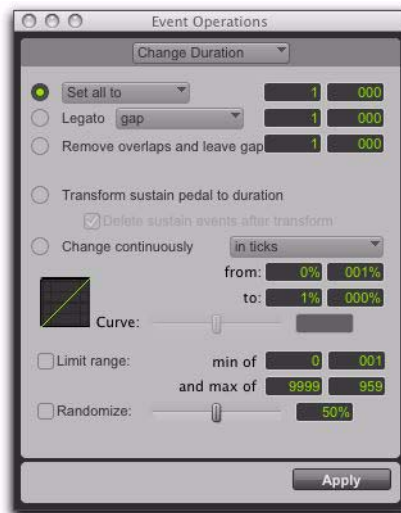 Event Operations
Change Duration
Set all to 1 000
Legato gap 1 000
Remove overlaps and leave gap 1 000
Transform sustain pedal to duration
Delete sustain events after transform
Change continuously in ticks
from: 0% 001%
to: 1% 000%
Curve:
Limit range: min of 0 001
and max of 9999 959
Randomize: 50%
Apply